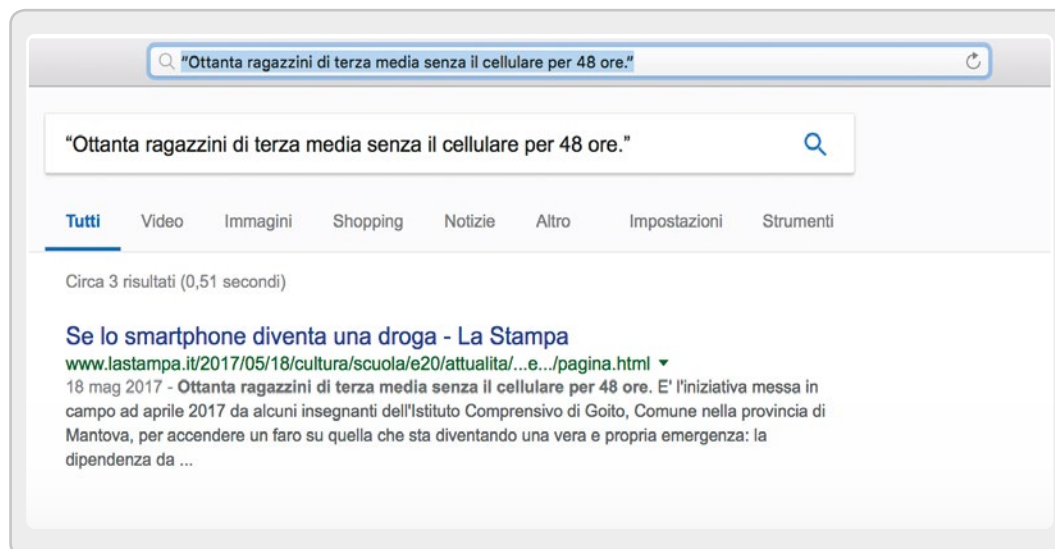 "Ottanta ragazzini di terza media senza il cellulare per 48 ore."
“Ottanta ragazzini di terza media senza il cellulare per 48 ore.”
Tutti Video Immagini Shopping Notizie Altro Impostazioni Strumenti
Circa 3 risultati (0,51 secondi)
Se lo smartphone diventa una droga - La Stampa
www.lastampa.it/2017/05/18/cultura/scuola/e20/attualita/...e.../pagina.html
18 mag 2017 - Ottanta ragazzini di terza media senza il cellulare per 48 ore. E' l'iniziativa messa in
campo ad aprile 2017 da alcuni insegnanti dell'Istituto Comprensivo di Goito, Comune nella provincia di
Mantova, per accendere un faro su quella che sta diventando una vera e propria emergenza: la
dipendenza da ...